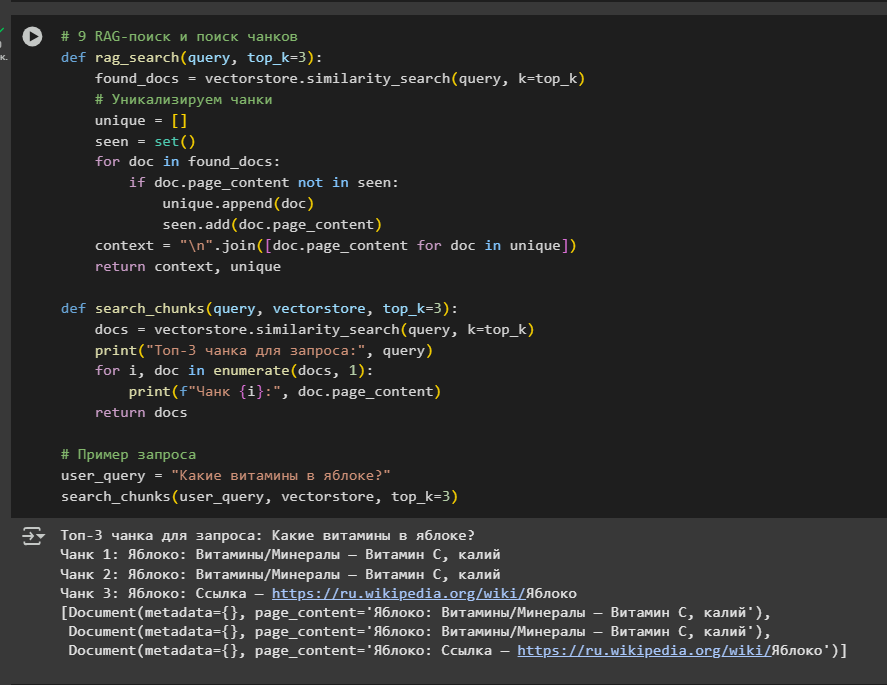 # 9 RAG-поиск и поиск чанков
def rag_search(query, top_k=3):
    found_docs = vectorstore.similarity_search(query, k=top_k)
    # Уникализируем чанки
    unique = []
    seen = set()
    for doc in found_docs:
        if doc.page_content not in seen:
            unique.append(doc)
            seen.add(doc.page_content)
    context = "\n".join([doc.page_content for doc in unique])
    return context, unique

def search_chunks(query, vectorstore, top_k=3):
    docs = vectorstore.similarity_search(query, k=top_k)
    print("Топ-3 чанка для запроса:", query)
    for i, doc in enumerate(docs, 1):
        print(f"Чанк {i}:", doc.page_content)
    return docs

# Пример запроса
user_query = "Какие витамины в яблоке?"
search_chunks(user_query, vectorstore, top_k=3)
Топ-3 чанка для запроса: Какие витамины в яблоке?
Чанк 1: Яблоко: Витамины/Минералы — Витамин C, калий
Чанк 2: Яблоко: Витамины/Минералы — Витамин C, калий
Чанк 3: Яблоко: Ссылка — https://ru.wikipedia.org/wiki/Яблоко
[Document(metadata={}, page_content='Яблоко: Витамины/Минералы — Витамин C, калий'),
 Document(metadata={}, page_content='Яблоко: Витамины/Минералы — Витамин C, калий'),
 Document(metadata={}, page_content='Яблоко: Ссылка — https://ru.wikipedia.org/wiki/Яблоко')]